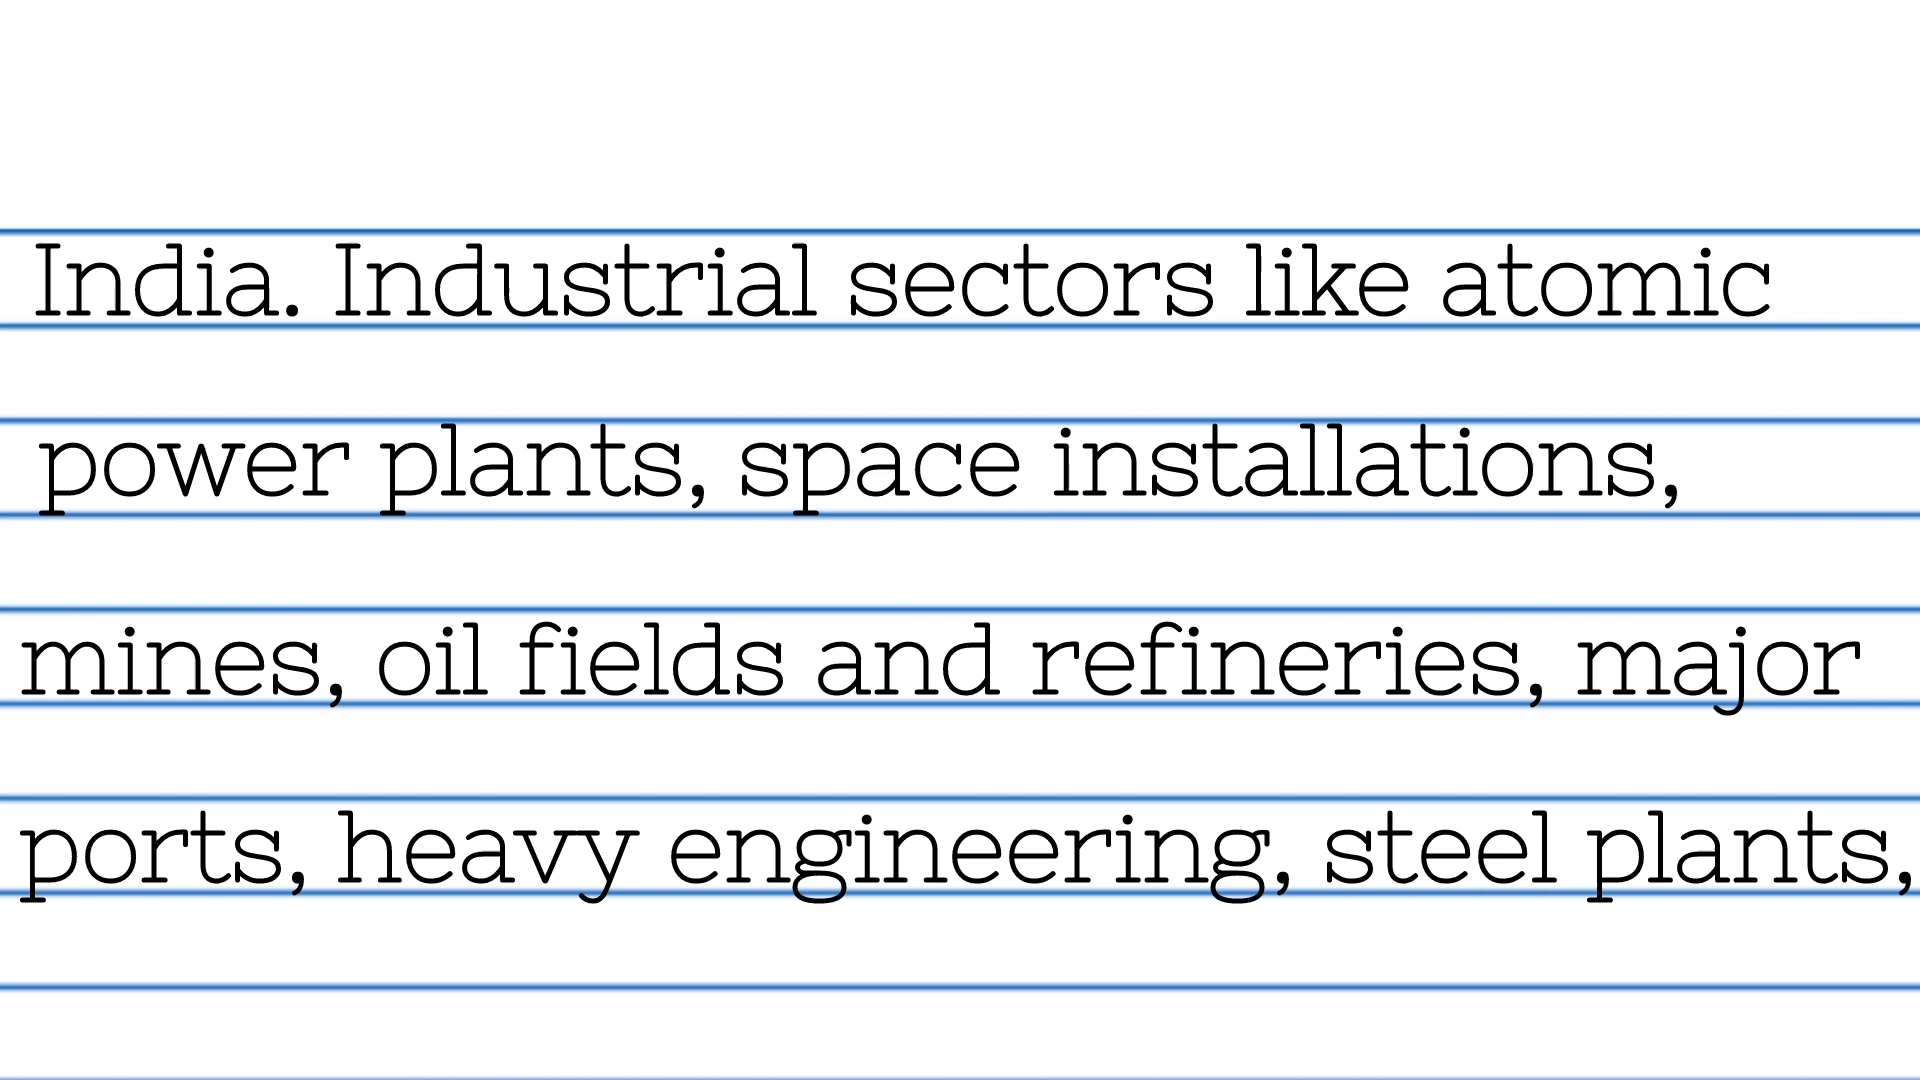 India. Industrial sectors like atomic
power plants, space installations,
mines, oil fields and refineries, major
ports, heavy engineering, steel plants,